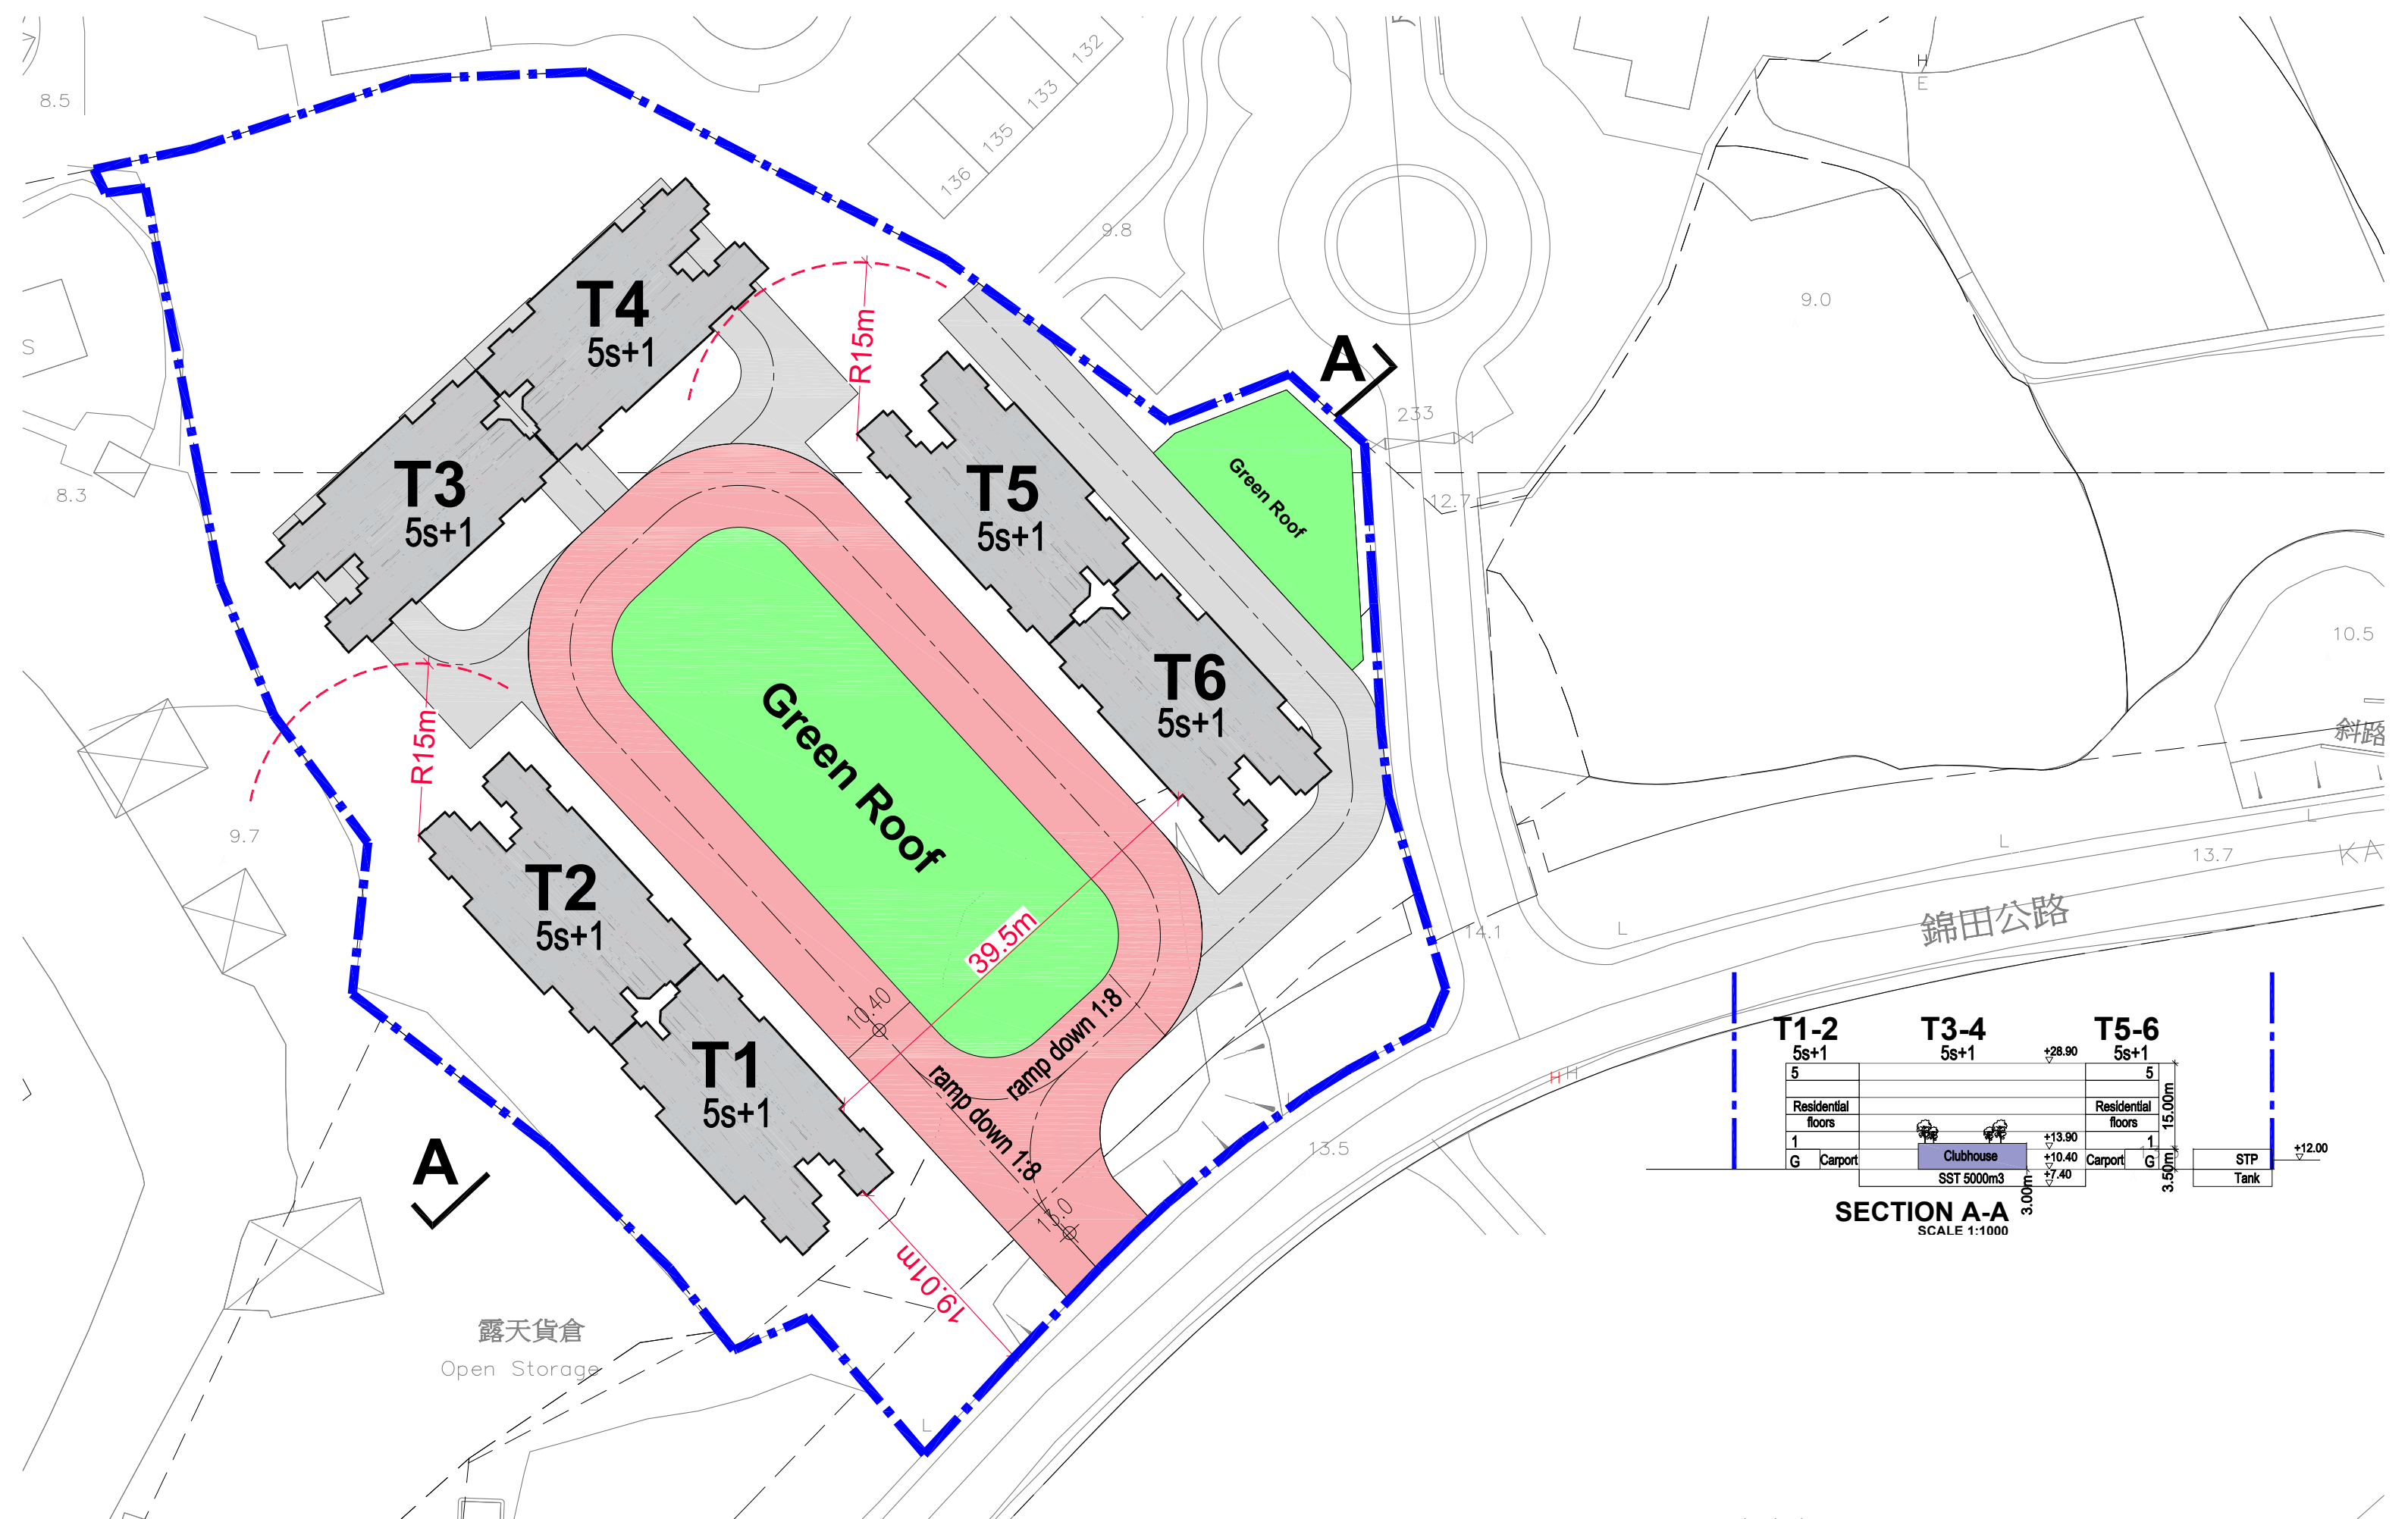 8.5
132
133
135
136
9.8
H
E
9.0
S
8.3
T4
5s+1
R15m
A
233
12.7
T3
5s+1
T5
5s+1
Green Roof
10.5
斜路
T6
5s+1
R15m
9.7
Green Roof
L
L
13.7
KA
T2
5s+1
39.5m
14.1
L
錦田公路
10.40
ramp down 1:8
ramp down 1:8
T1
5s+1
13.5
H H
A
13.0
19.01m
露天貨倉
Open Storage
L
T1-2
T3-4
T5-6
5s+1
5s+1
+28.90
5s+1
5
5
Residential
floors
Residential
floors
15.00m
1
+13.90
1
G
Carport
Clubhouse
+10.40
Carport
G
3.50m
STP
+12.00
SST 5000m3
+7.40
Tank
3.00m
SECTION A-A
SCALE 1:1000